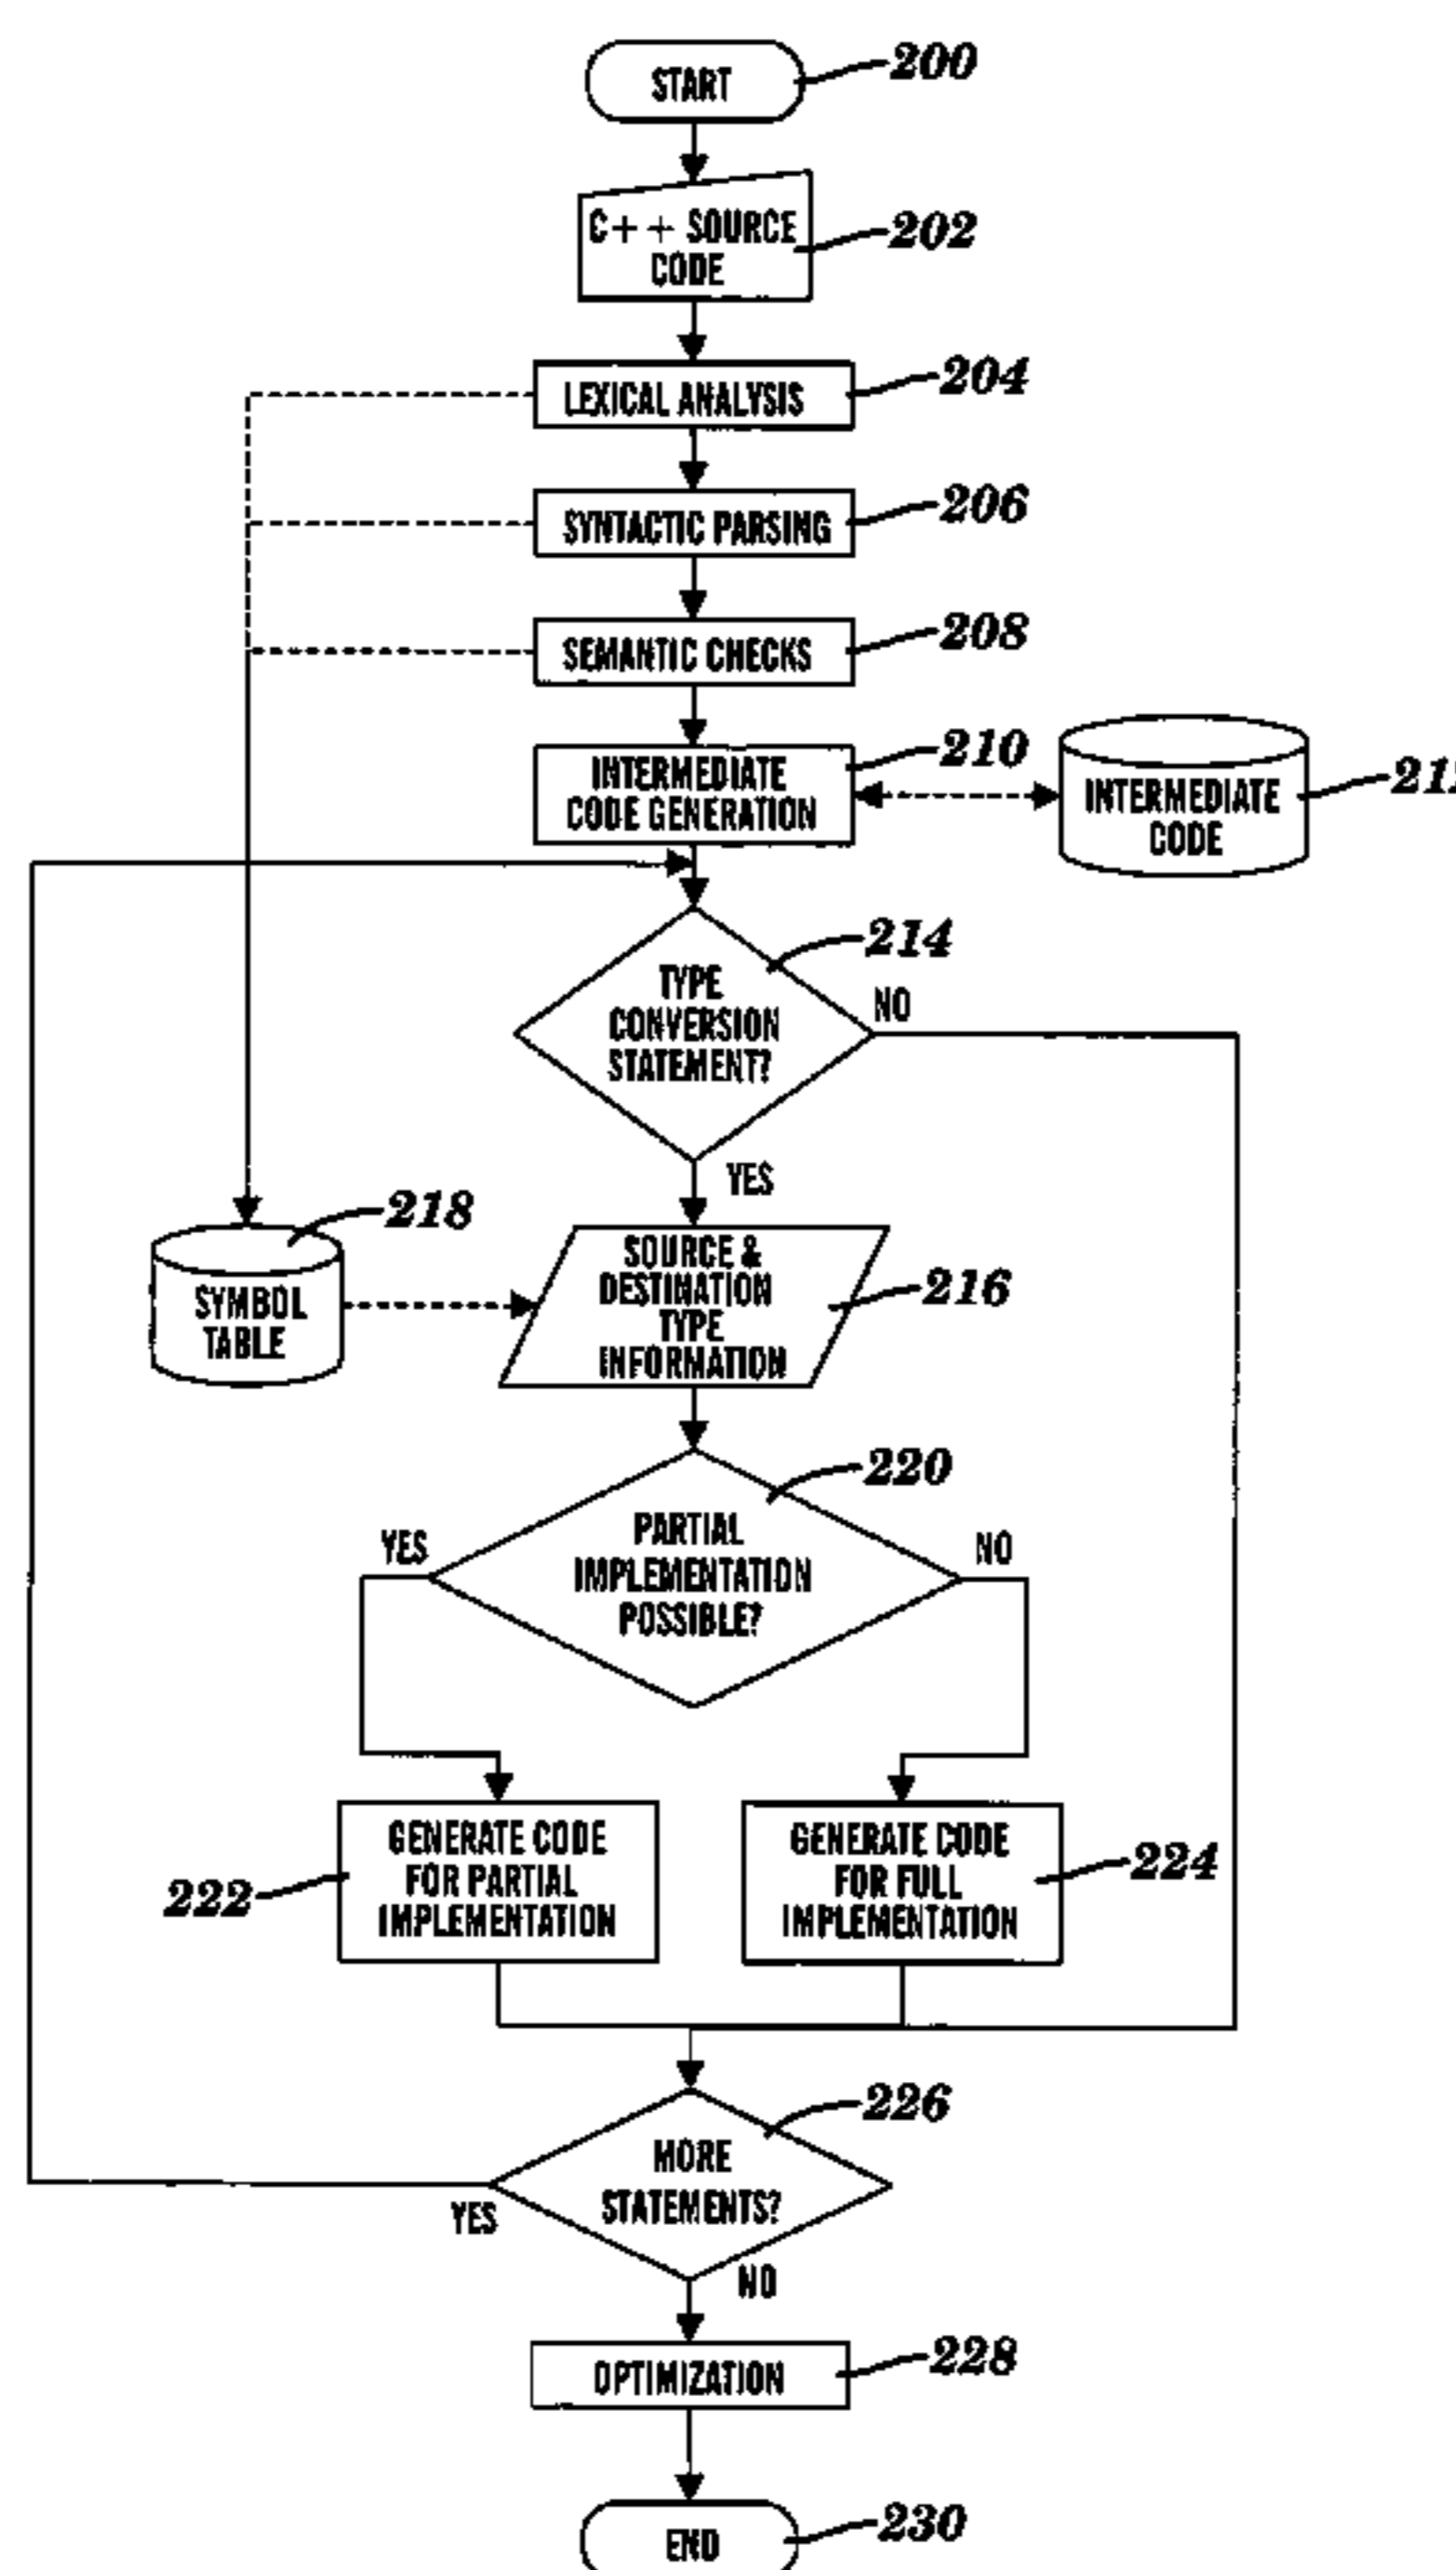 START
200
C++ SOURCE
CODE
202
LEXICAL ANALYSIS
204
SYNTACTIC PARSING
206
SEMANTIC CHECKS
208
INTERMEDIATE
CODE GENERATION
210
INTERMEDIATE
CODE
TYPE
CONVERSION
STATEMENT?
214
NO
YES
SYMBOL
TABLE
218
SOURCE &
DESTINATION
TYPE
INFORMATION
216
PARTIAL
IMPLEMENTATION
POSSIBLE?
220
YES
NO
GENERATE CODE
FOR PARTIAL
IMPLEMENTATION
222
GENERATE CODE
FOR FULL
IMPLEMENTATION
224
MORE
STATEMENTS?
226
YES
NO
OPTIMIZATION
228
END
230